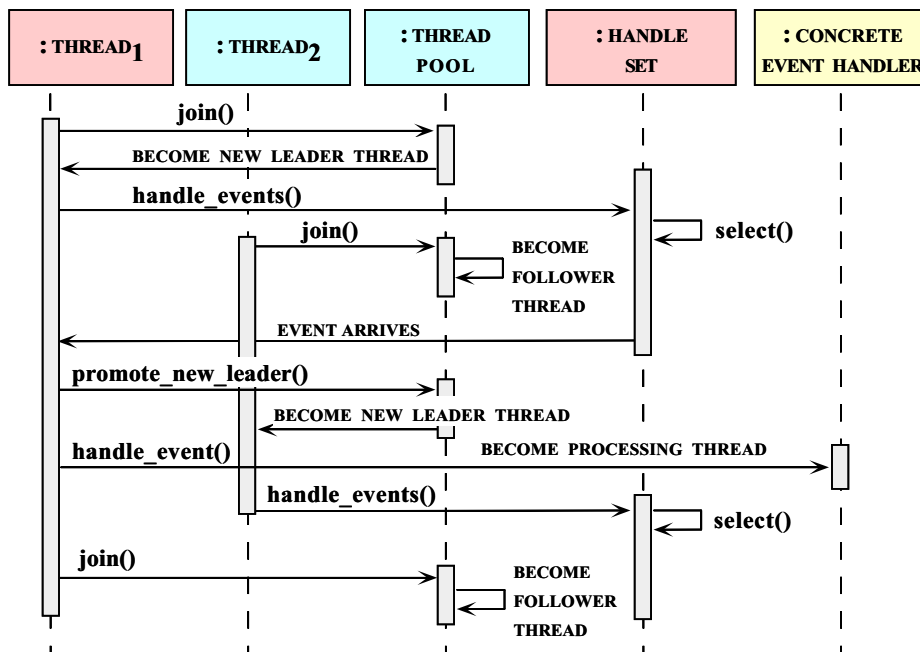 : THREAD1
: THREAD2
: THREAD
POOL
: HANDLE
SET
: CONCRETE
EVENT HANDLER
join()
BECOME NEW LEADER THREAD
handle_events()
select()
join()
BECOME
FOLLOWER
THREAD
EVENT ARRIVES
promote_new_leader()
BECOME NEW LEADER THREAD
handle_event()
BECOME PROCESSING THREAD
handle_events()
select()
join()
BECOME
FOLLOWER
THREAD